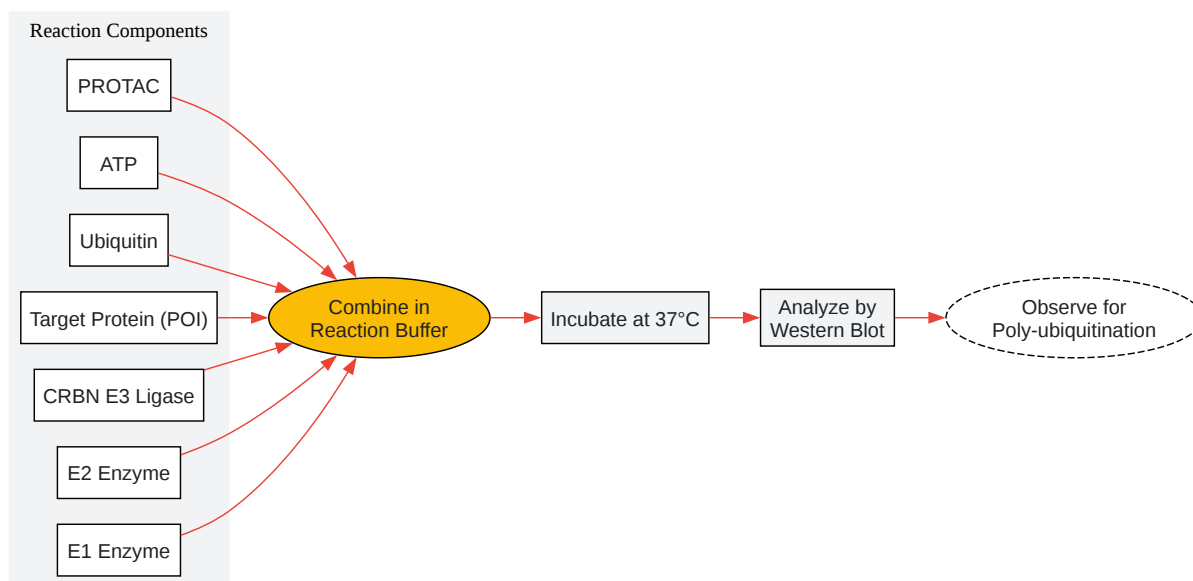 Reaction Components
PROTAC
ATP
Ubiquitin
Target Protein (POI)
CRBN E3 Ligase
E2 Enzyme
E1 Enzyme
Combine in
Reaction Buffer
Incubate at 37°C
Analyze by
Western Blot
Observe for
Poly-ubiquitination